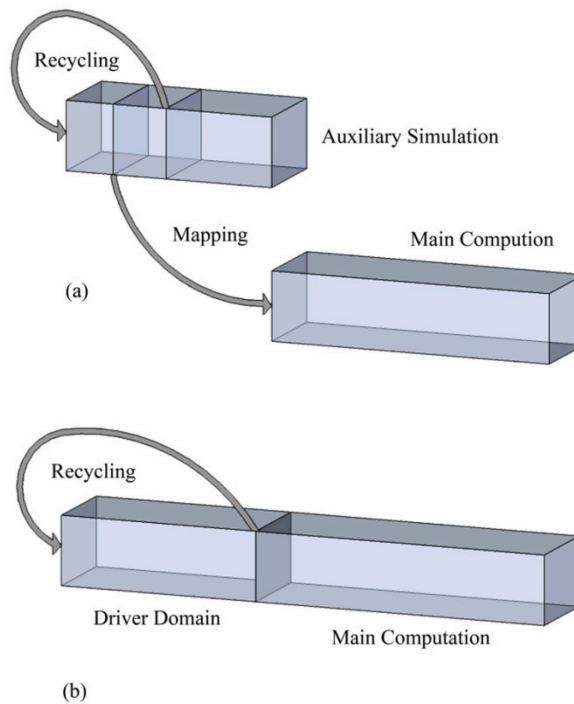 Recycling
Auxiliary Simulation
Mapping
Main Compution
(a)
Recycling
Driver Domain
Main Computation
(b)